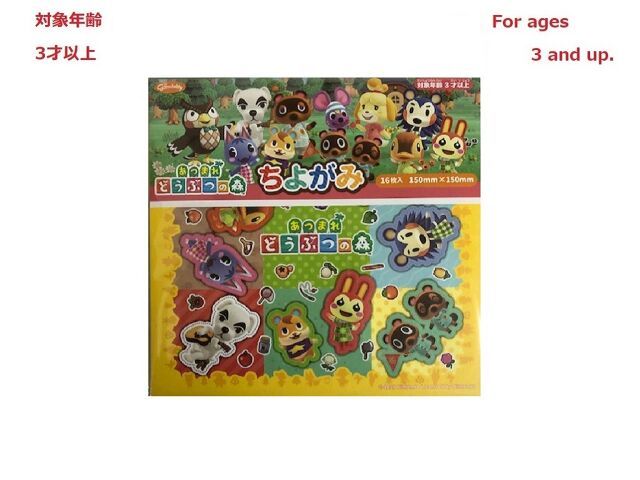 対象年齢
3才以上
For ages
3 and up.
対象年齢 3才以上
あつまれ
どうぶつの森
ちよがみ
16枚入 150mm×150mm
あつまれ
どうぶつの森